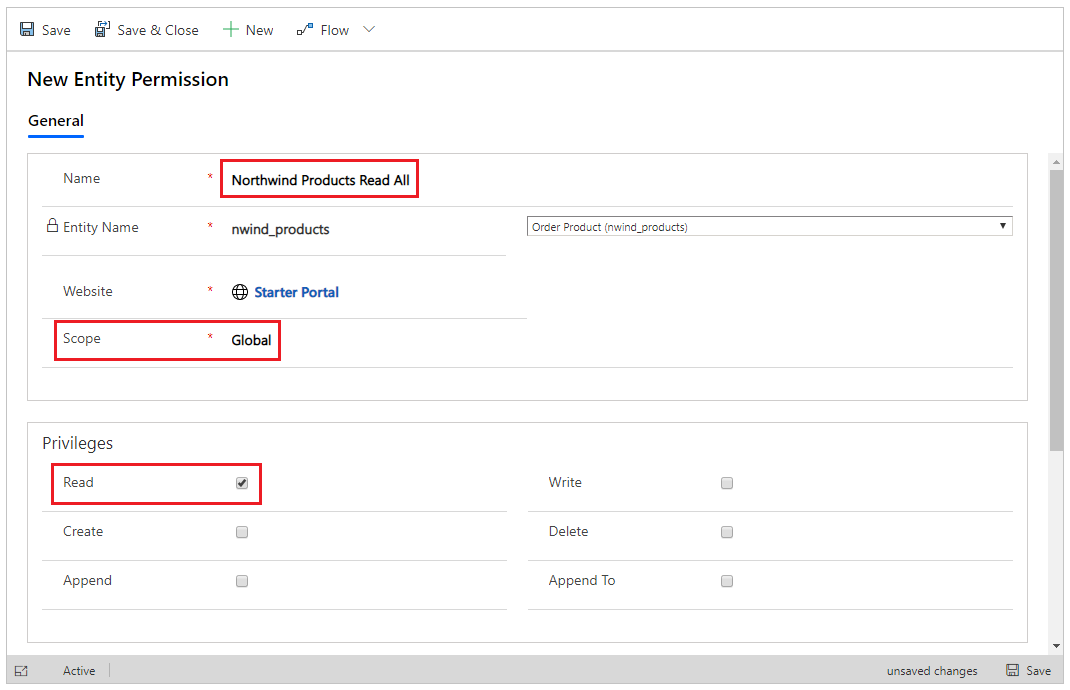 Save Save & Close New Flow
New Entity Permission
General
Name * Northwind Products Read All
Entity Name * nwind_products Order Product (nwind_products)
Website * Starter Portal
Scope * Global
Privileges
Read Write
Create Delete
Append Append To
Active unsaved changes Save